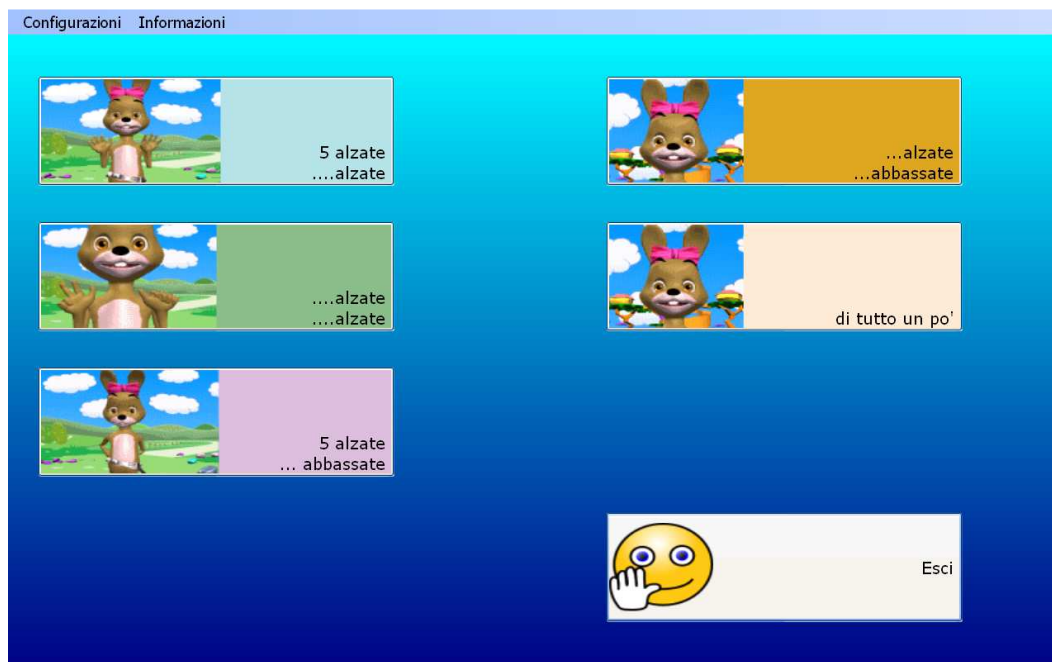 Configurazioni Informazioni
5 alzate
....alzate
...alzate
...abbassate
....alzate
....alzate
di tutto un po'
5 alzate
... abbassate
Esci